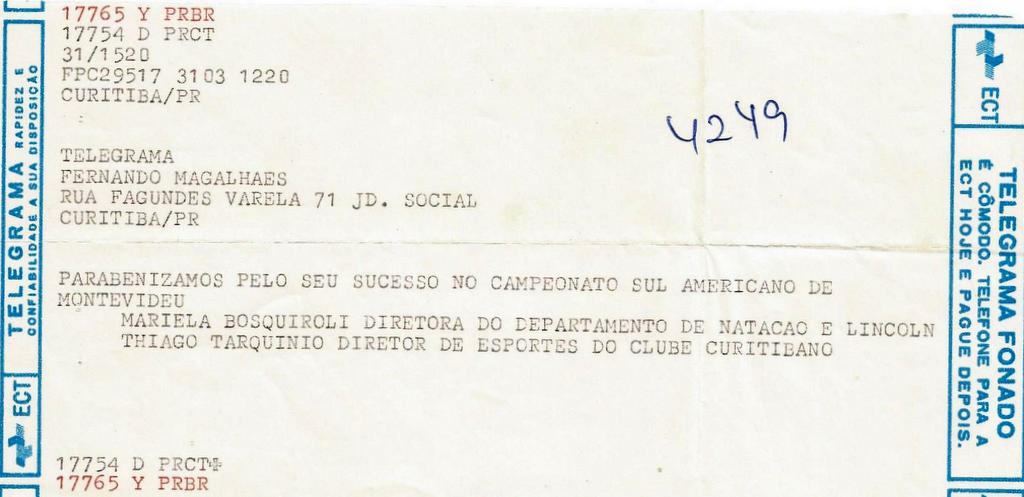 17765 Y PRBR
17754 D PRCT
31/1520
FPC29517 3103 1220
CURITIBA/PR
4249
TELEGRAMA
FERNANDO MAGALHAES
RUA FAGUNDES VARELA 71 JD. SOCIAL
CURITIBA/PR
PARABENIZAMOS PELO SEU SUCESSO NO CAMPEONATO SUL AMERICANO DE
MONTEVIDEU
MARIELA BOSQUIROLI DIRETORA DO DEPARTAMENTO DE NATACAO E LINCOLN
THIAGO TARQUINIO DIRETOR DE ESPORTES DO CLUBE CURITIBANO
17754 D PRCT
17765 Y PRBR
ECT
TELEGRAMA RAPIDEZ E
CONFIABILIDADE A SUA DISPOSIÇÃO
ECT
TELEGRAMA FONADO
É CÔMODO. TELEFONE PARA A
ECT HOJE E PAGUE DEPOIS.